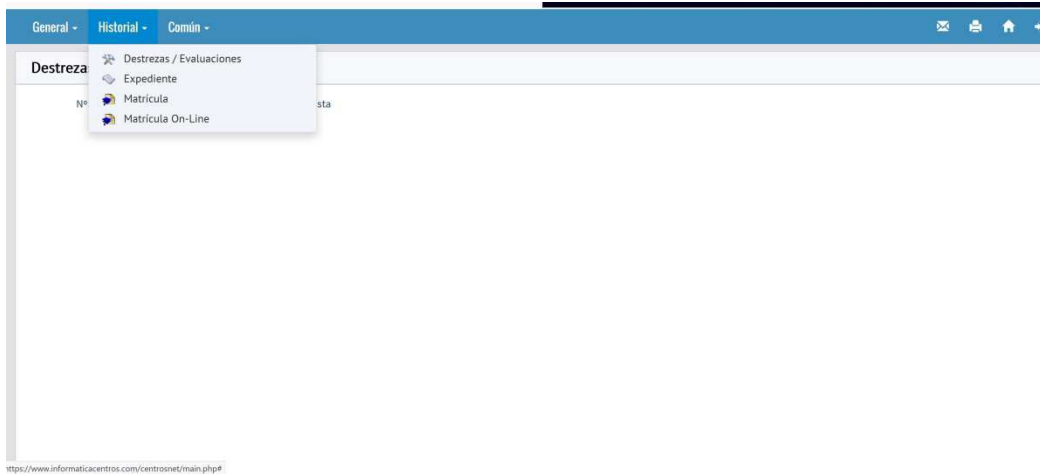 General Historial Común
Destrezas / Evaluaciones
Expediente
Matrícula
Matrícula On-Line
Destreza
Nº
sta
https://www.informaticacentros.com/centrosnet/main.php#